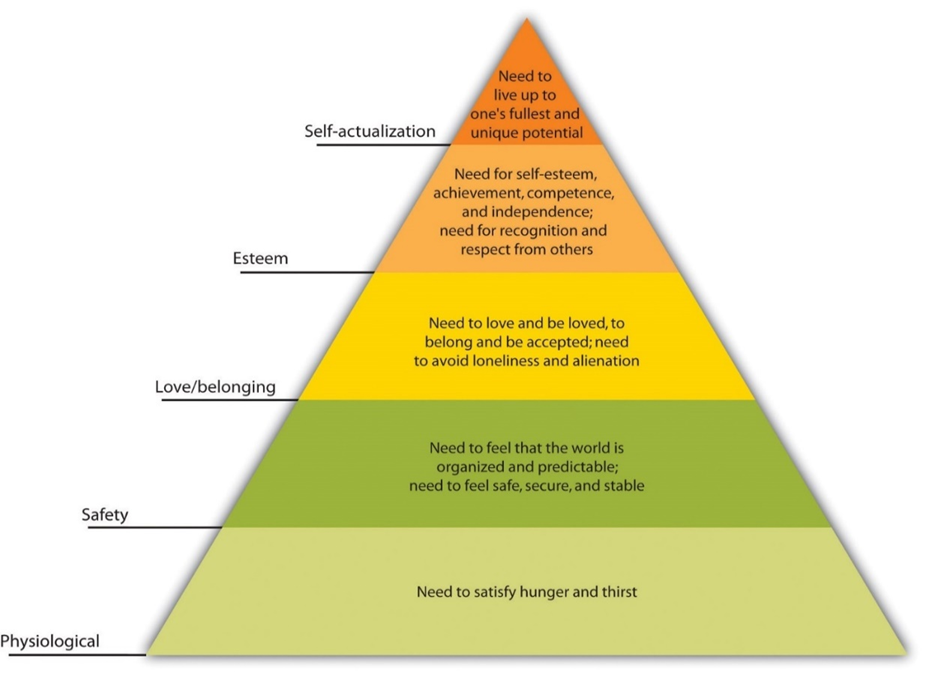 Need to
live up to
one's fullest and
unique potential
Self-actualization
Need for self-esteem,
achievement, competence,
and independence;
need for recognition and
respect from others
Esteem
Need to love and be loved, to
belong and be accepted; need
to avoid loneliness and alienation
Love/belonging
Need to feel that the world is
organized and predictable;
need to feel safe, secure, and stable
Safety
Need to satisfy hunger and thirst
Physiological